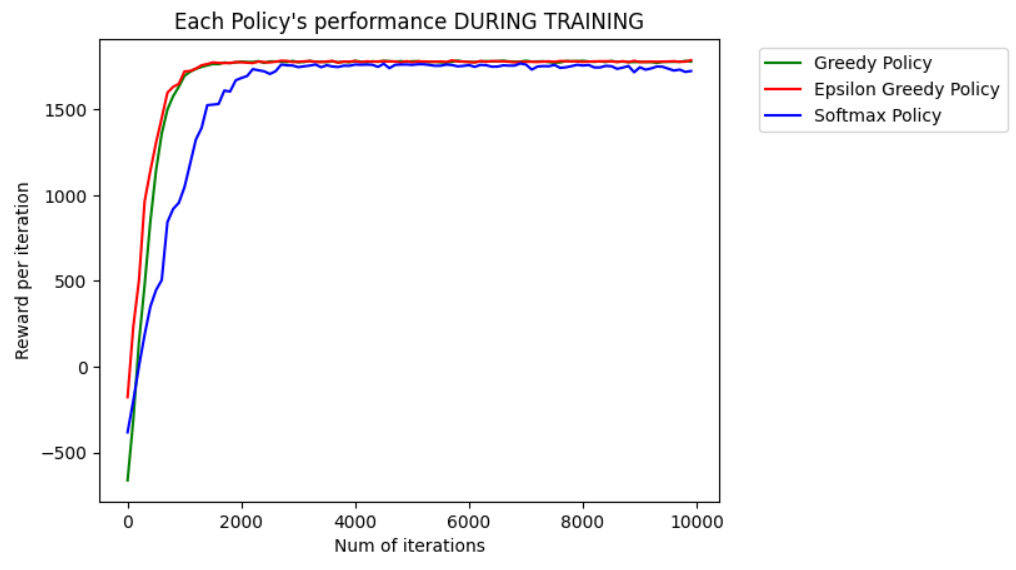 Each Policy's performance DURING TRAINING
Greedy Policy
Epsilon Greedy Policy
Softmax Policy
Reward per iteration
1500
1000
500
0
−500
0 2000 4000 6000 8000 10000
Num of iterations